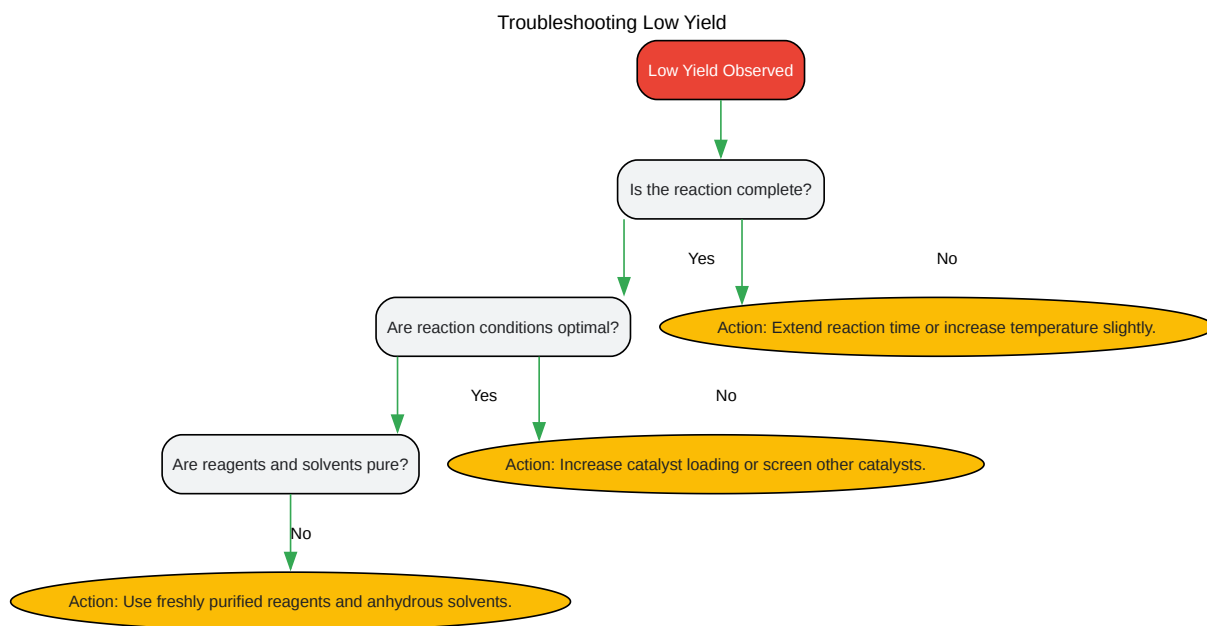 Troubleshooting Low Yield
Low Yield Observed
Is the reaction complete?
Yes
No
Are reaction conditions optimal?
Action: Extend reaction time or increase temperature slightly.
Yes
No
Are reagents and solvents pure?
Action: Increase catalyst loading or screen other catalysts.
No
Action: Use freshly purified reagents and anhydrous solvents.